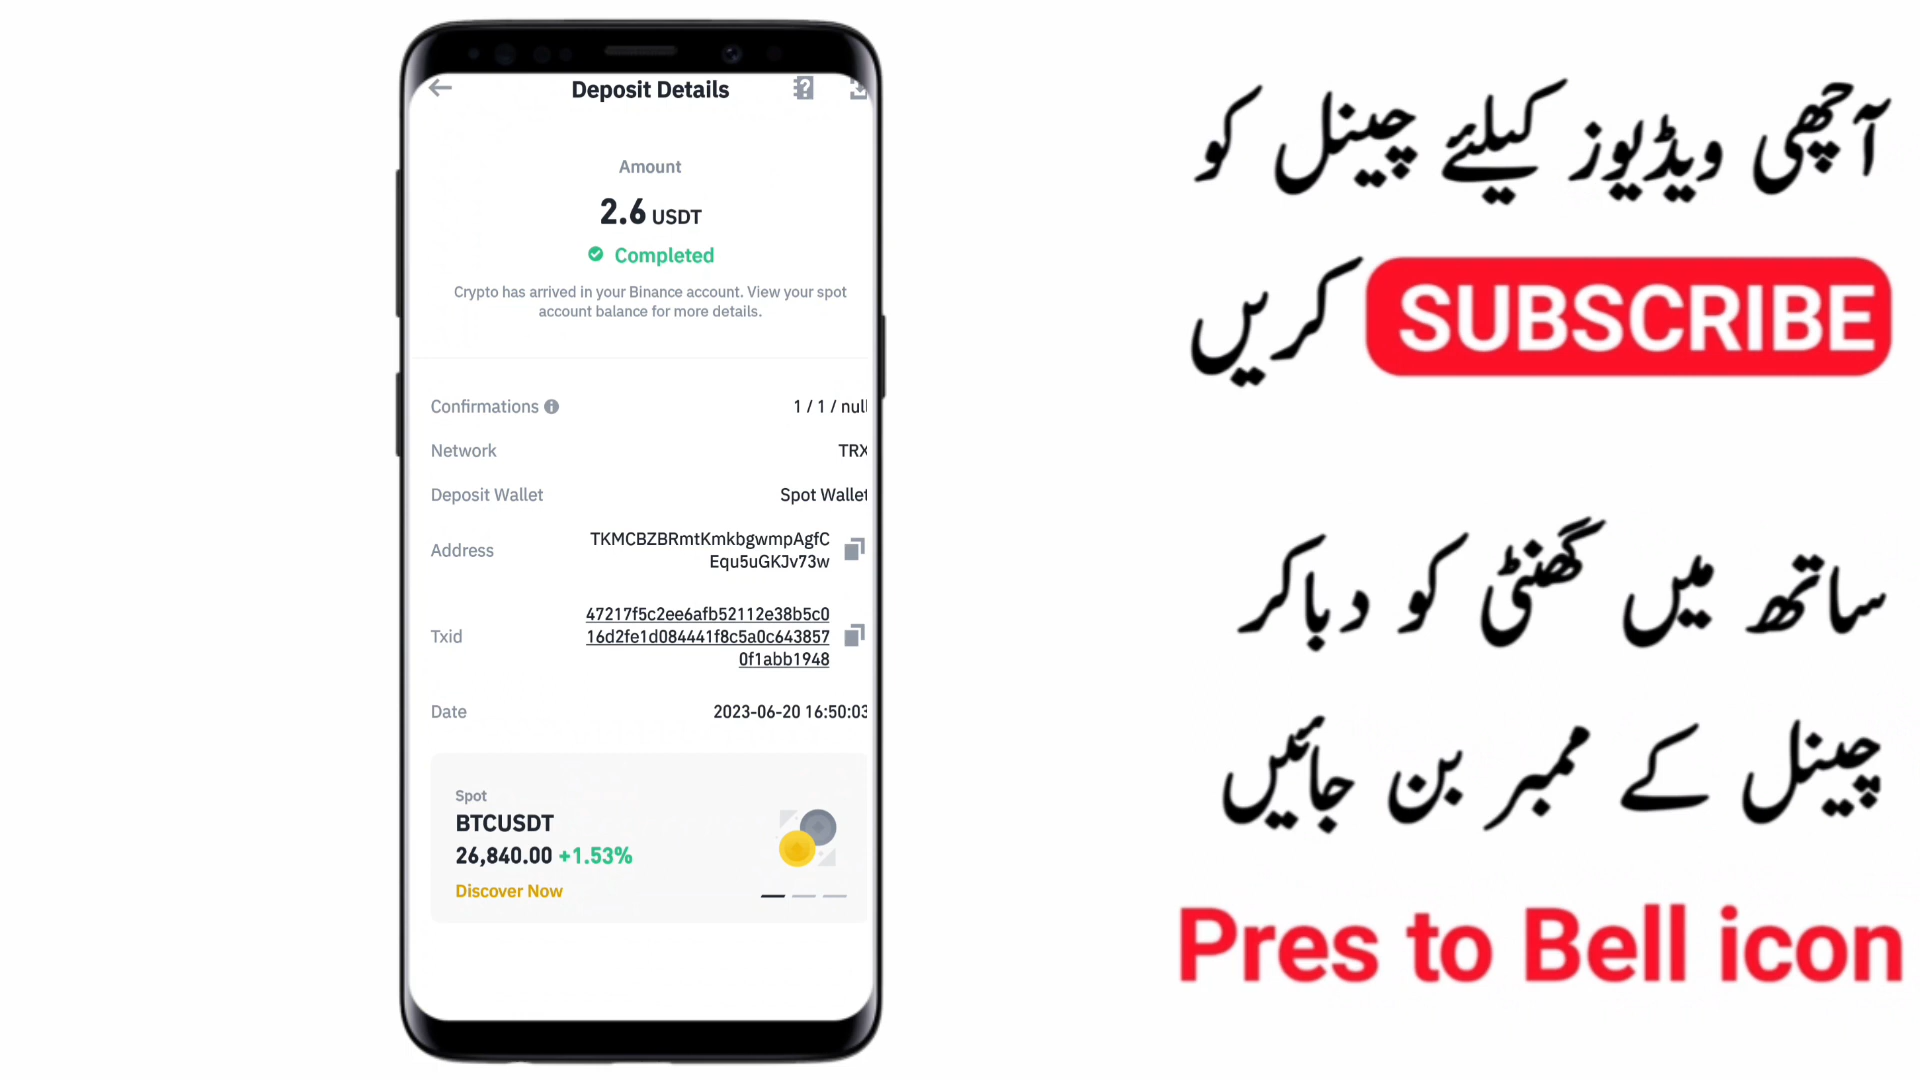 Deposit Details
Amount
2.6 USDT
Completed
Crypto has arrived in your Binance account. View your spot
account balance for more details.
Confirmations 1 / 1 / null
Network TRX
Deposit Wallet Spot Wallet
Address TKMCBZBRmtKmkbgwmpAgfC
Equ5uGKJv73w
Txid 47217f5c2ee6afb52112e38b5c0
16d2fe1d084441f8c5a0c643857
0f1abb1948
Date 2023-06-20 16:50:03
Spot
BTCUSDT
26,840.00 +1.53%
Discover Now
آچھی ویڈیوز کیلئے چینل کو
SUBSCRIBE کریں
ساتھ میں گھنٹی کو دباکر
چینل کے ممبر بن جائیں
Pres to Bell icon